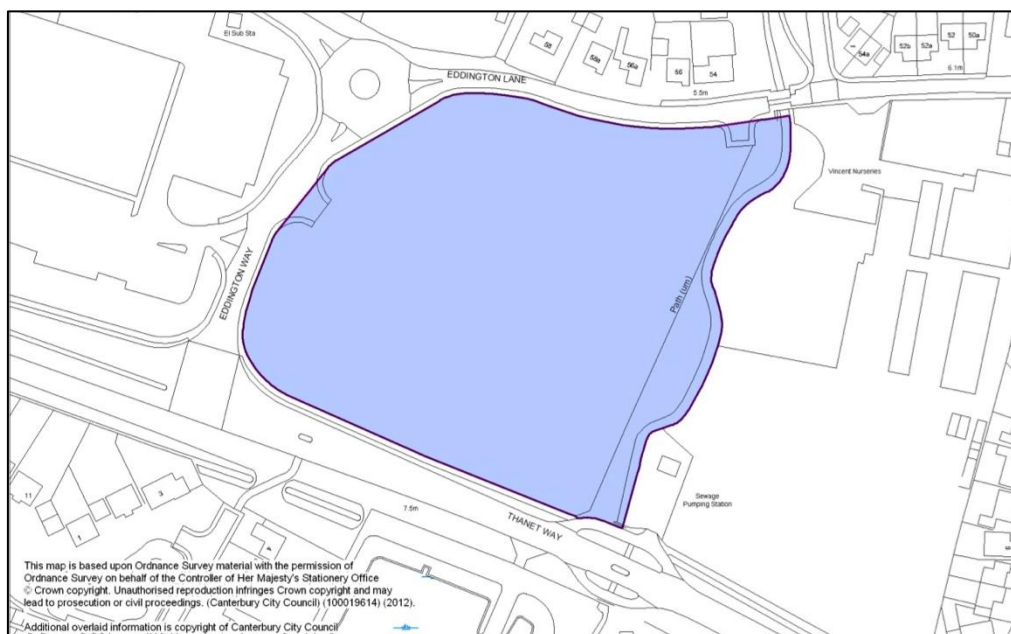 El Sub Sta
EDDINGTON LANE
58
58a
56a
56
54
5.5m
1
54a
52b
52a
52
50a
6.1m
Vincent Nurseries
EDDINGTON WAY
Path (um)
11
1
3
4
7.6m
THANET WAY
Sewage
Pumping Station
This map is based upon Ordnance Survey material with the permission of
Ordnance Survey on behalf of the Controller of Her Majesty's Stationery Office
© Crown copyright. Unauthorised reproduction infringes Crown copyright and may
lead to prosecution or civil proceedings. (Canterbury City Council) (100019614) (2012).
Additional overlaid information is copyright of Canterbury City Council